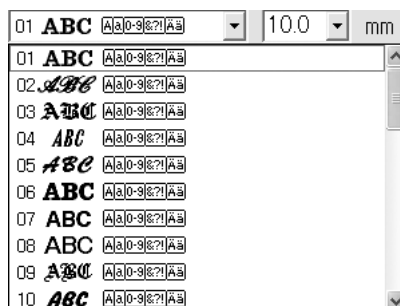 01 ABC Aa0-9&?!Ää 10.0 mm
01 ABC Aa0-9&?!Ää
02 ABC Aa0-9&?!Ää
03 ABC Aa0-9&?!Ää
04 ABC Aa0-9&?!Ää
05 ABC Aa0-9&?!Ää
06 ABC Aa0-9&?!Ää
07 ABC Aa0-9&?!Ää
08 ABC Aa0-9&?!Ää
09 ABC Aa0-9&?!Ää
10 ABC Aa0-9&?!Ää